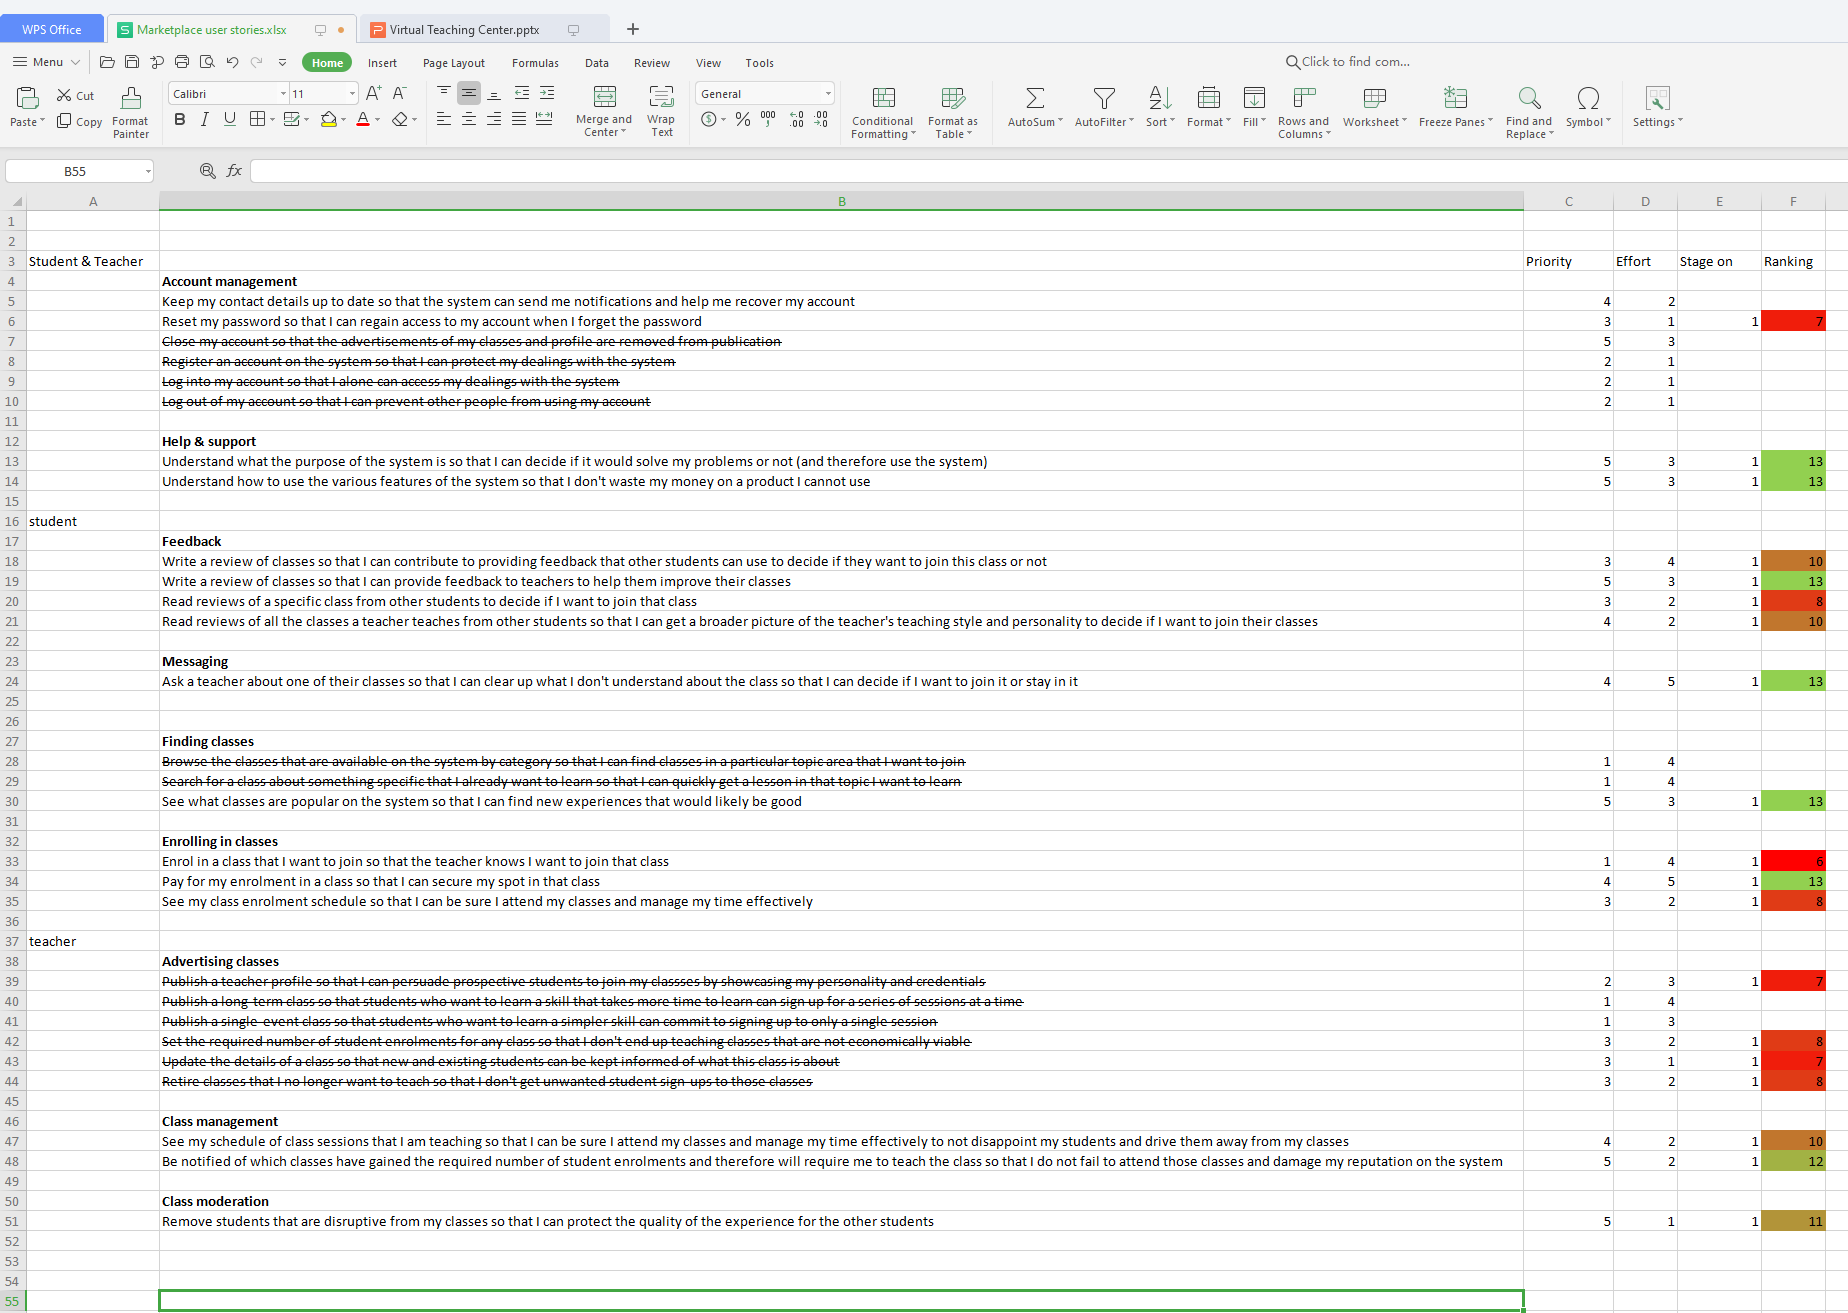 WPS Office
Marketplace user stories.xlsx
Virtual Teaching Center.pptx
Menu
Home Insert Page Layout Formulas Data Review View Tools
Click to find com...
Paste
Cut
Copy
Format Painter
Calibri 11
Merge and Center
Wrap Text
General
Conditional Formatting
Format as Table
AutoSum AutoFilter Sort Format Fill Rows and Columns Worksheet Freeze Panes Find and Replace Symbol Settings
B55
fx
A B C D E F
1
2
3 Student & Teacher Priority Effort Stage on Ranking
4 Account management
5 Keep my contact details up to date so that the system can send me notifications and help me recover my account 4 2
6 Reset my password so that I can regain access to my account when I forget the password 3 1 1 7
7 Close my account so that the advertisements of my classes and profile are removed from publication 5 3
8 Register an account on the system so that I can protect my dealings with the system 2 1
9 Log into my account so that I alone can access my dealings with the system 2 1
10 Log out of my account so that I can prevent other people from using my account 2 1
11
12 Help & support
13 Understand what the purpose of the system is so that I can decide if it would solve my problems or not (and therefore use the system) 5 3 1 13
14 Understand how to use the various features of the system so that I don't waste my money on a product I cannot use 5 3 1 13
15
16 student
17 Feedback
18 Write a review of classes so that I can contribute to providing feedback that other students can use to decide if they want to join this class or not 3 4 1 10
19 Write a review of classes so that I can provide feedback to teachers to help them improve their classes 5 3 1 13
20 Read reviews of a specific class from other students to decide if I want to join that class 3 2 1 8
21 Read reviews of all the classes a teacher teaches from other students so that I can get a broader picture of the teacher's teaching style and personality to decide if I want to join their classes 4 2 1 10
22
23 Messaging
24 Ask a teacher about one of their classes so that I can clear up what I don't understand about the class so that I can decide if I want to join it or stay in it 4 5 1 13
25
26
27 Finding classes
28 Browse the classes that are available on the system by category so that I can find classes in a particular topic area that I want to join 1 4
29 Search for a class about something specific that I already want to learn so that I can quickly get a lesson in that topic I want to learn 1 4
30 See what classes are popular on the system so that I can find new experiences that would likely be good 5 3 1 13
31
32 Enrolling in classes
33 Enrol in a class that I want to join so that the teacher knows I want to join that class 1 4 1 6
34 Pay for my enrolment in a class so that I can secure my spot in that class 4 5 1 13
35 See my class enrolment schedule so that I can be sure I attend my classes and manage my time effectively 3 2 1 8
36
37 teacher
38 Advertising classes
39 Publish a teacher profile so that I can persuade prospective students to join my classses by showcasing my personality and credentials 2 3 1 7
40 Publish a long-term class so that students who want to learn a skill that takes more time to learn can sign up for a series of sessions at a time 1 4
41 Publish a single-event class so that students who want to learn a simpler skill can commit to signing up to only a single session 1 3
42 Set the required number of student enrolments for any class so that I don't end up teaching classes that are not economically viable 3 2 1 8
43 Update the details of a class so that new and existing students can be kept informed of what this class is about 3 1 1 7
44 Retire classes that I no longer want to teach so that I don't get unwanted student sign-ups to those classes 3 2 1 8
45
46 Class management
47 See my schedule of class sessions that I am teaching so that I can be sure I attend my classes and manage my time effectively to not disappoint my students and drive them away from my classes 4 2 1 10
48 Be notified of which classes have gained the required number of student enrolments and therefore will require me to teach the class so that I do not fail to attend those classes and damage my reputation on the system 5 2 1 12
49
50 Class moderation
51 Remove students that are disruptive from my classes so that I can protect the quality of the experience for the other students 5 1 1 11
52
53
54
55